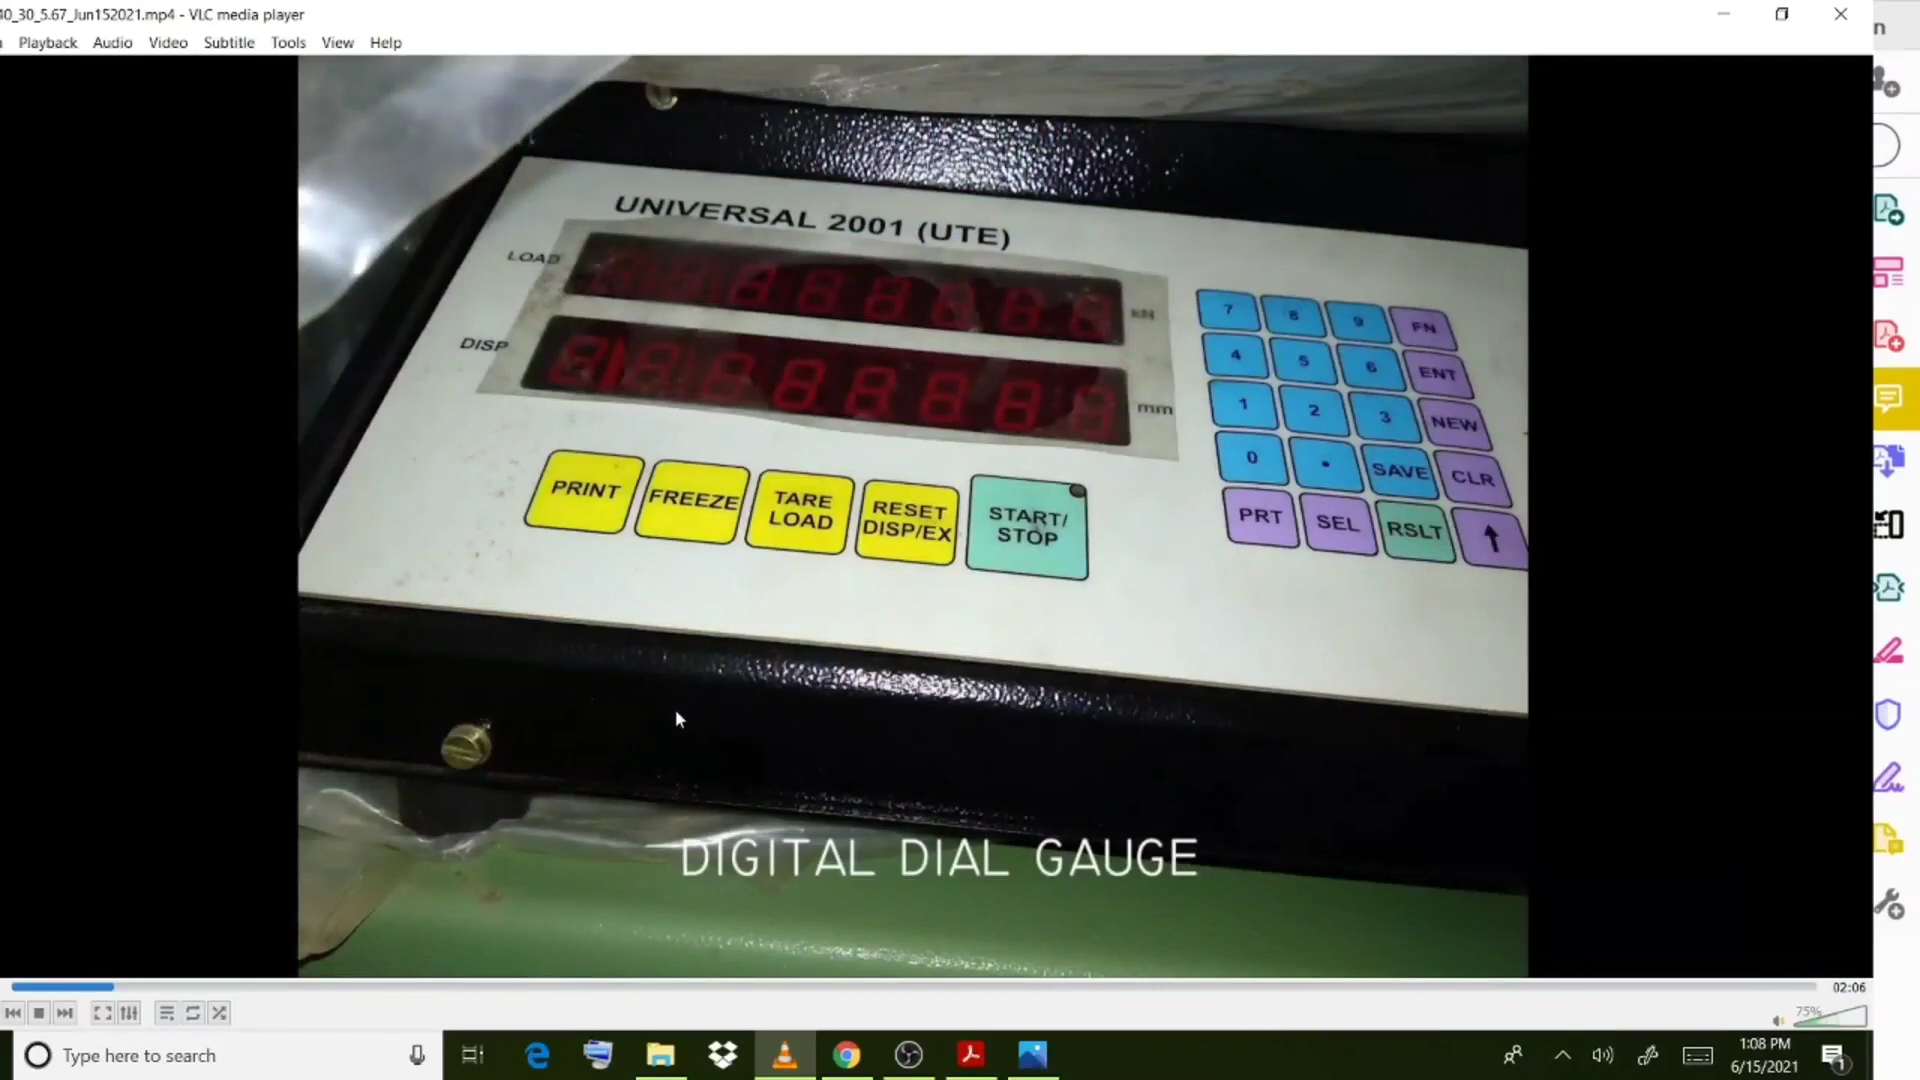 40_30_5.67_Jun152021.mp4 - VLC media player
Playback Audio Video Subtitle Tools View Help
UNIVERSAL 2001 (UTE)
LOAD
kN
DISP
mm
7 8 9 FN
4 5 6 ENT
1 2 3 NEW
0 . SAVE CLR
PRT SEL RSLT ↑
PRINT
FREEZE
TARE
LOAD
RESET
DISP/EX
START/
STOP
DIGITAL DIAL GAUGE
02:06
75%
Type here to search
1:08 PM
6/15/2021
1